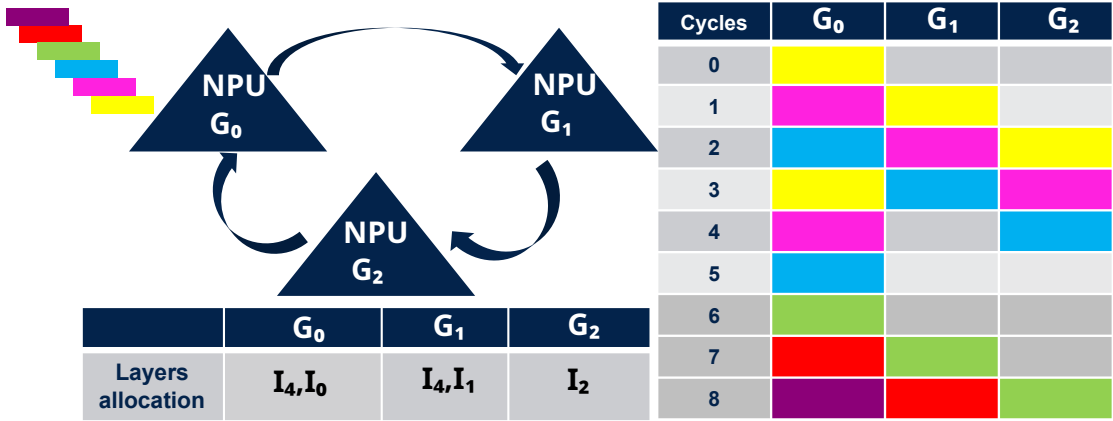 NPU
G₀
NPU
G₁
NPU
G₂
G₀ G₁ G₂
Layers allocation I₄,I₀ I₄,I₁ I₂
Cycles G₀ G₁ G₂
0
1
2
3
4
5
6
7
8